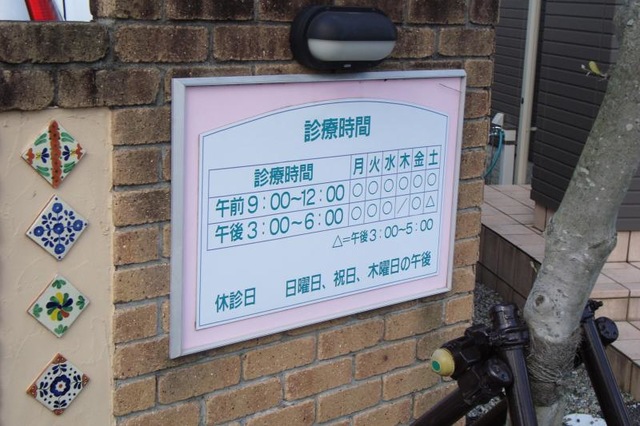 診療時間
診療時間 月 火 水 木 金 土
午前 9：00〜12：00 ○ ○ ○ ○ ○ ○
午後 3：00〜6：00 ○ ○ ○ ／ ○ △
△＝午後 3：00〜5：00
休診日 日曜日、祝日、木曜日の午後